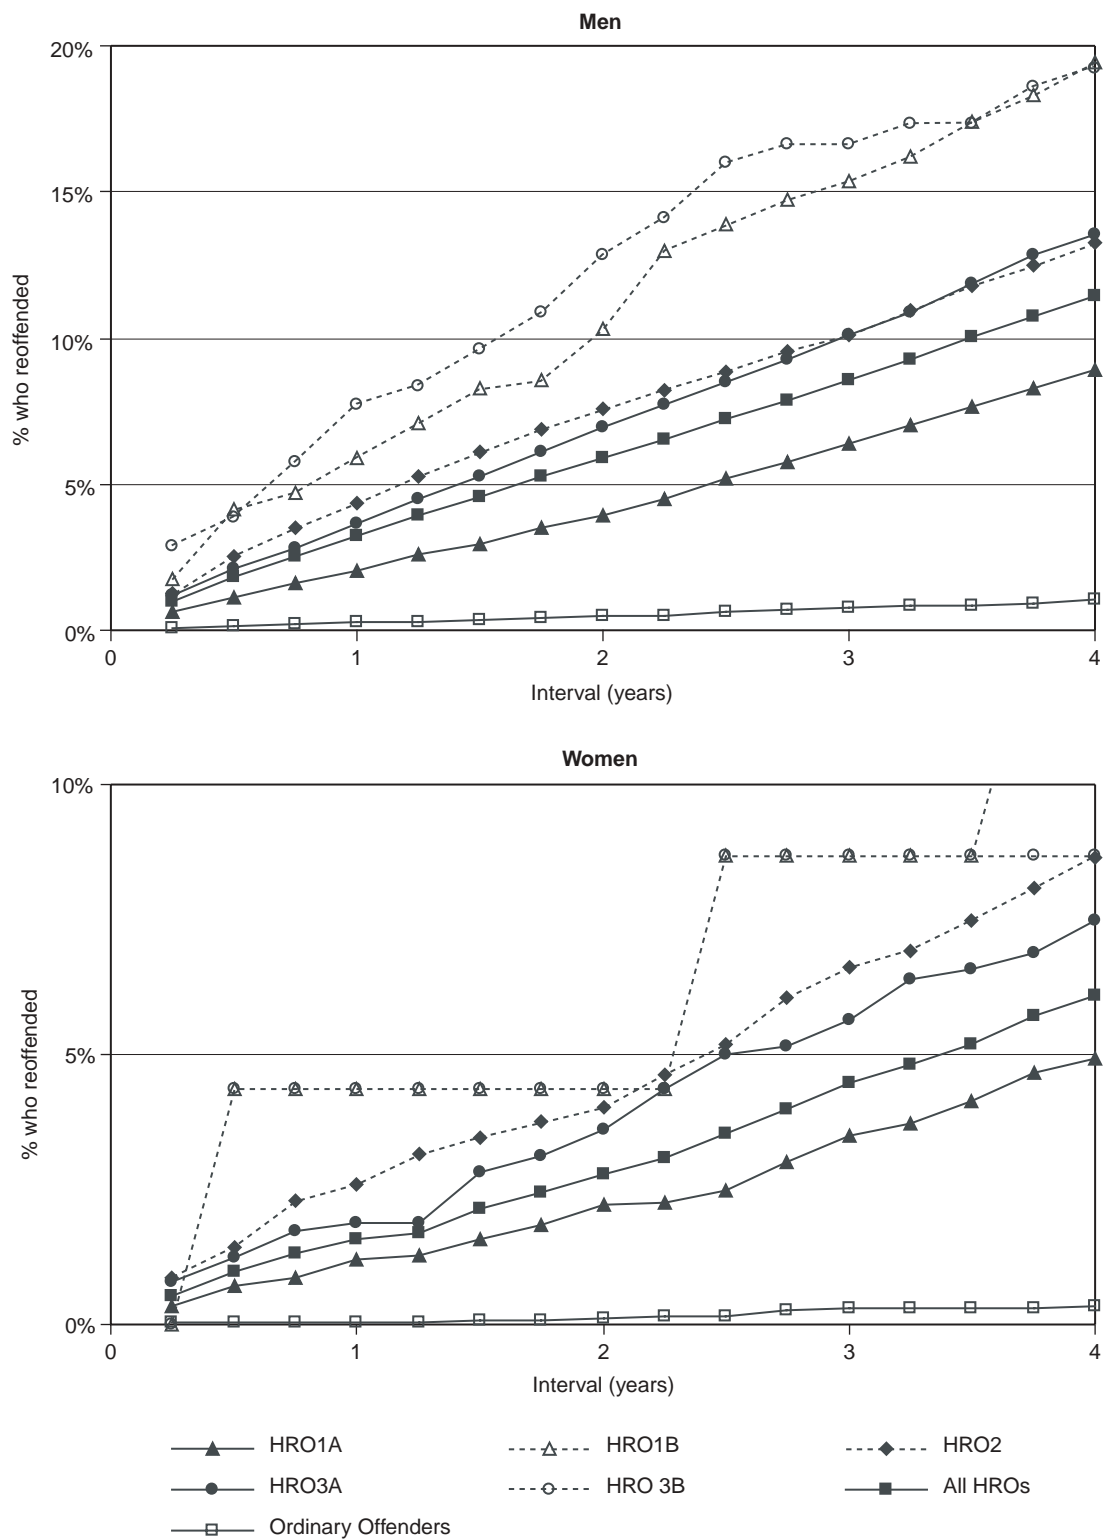 Men
20%
15%
10%
5%
0%
% who reoffended
0 1 2 3 4
Interval (years)
Women
10%
5%
0%
% who reoffended
0 1 2 3 4
Interval (years)
HRO1A HRO1B HRO2
HRO3A HRO 3B All HROs
Ordinary Offenders